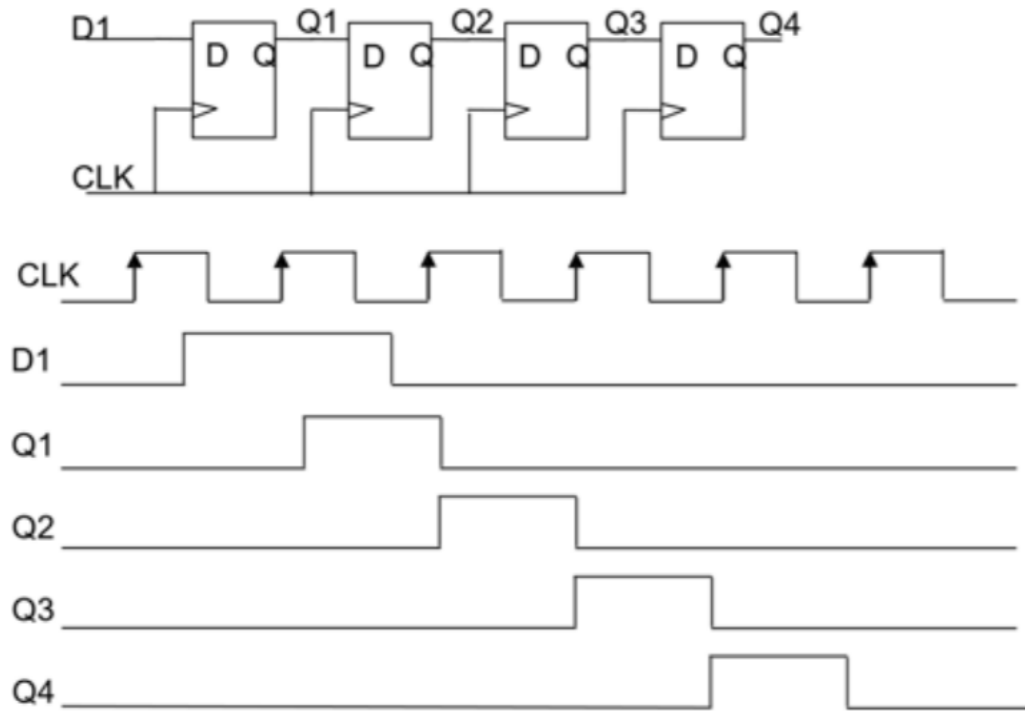 D1 Q1 Q2 Q3 Q4
D Q D Q D Q D Q
CLK
CLK
D1
Q1
Q2
Q3
Q4